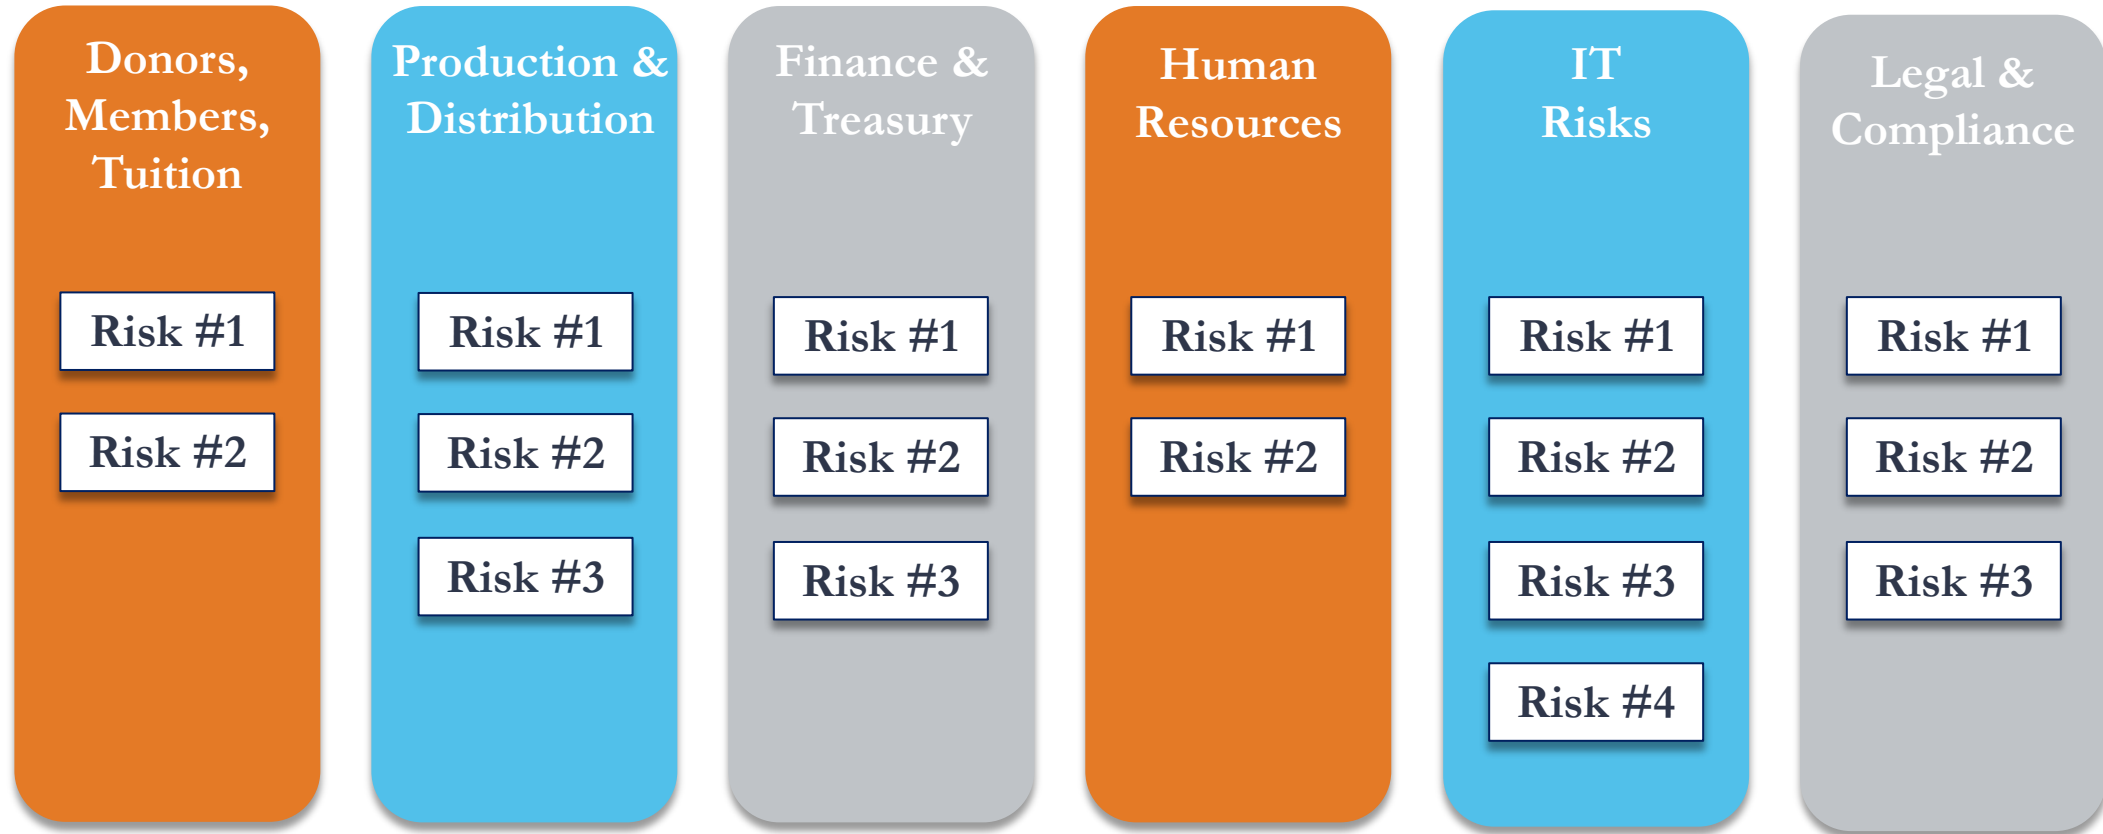 Donors,
Members,
Tuition
Risk #1
Risk #2
Production &
Distribution
Risk #1
Risk #2
Risk #3
Finance &
Treasury
Risk #1
Risk #2
Risk #3
Human
Resources
Risk #1
Risk #2
IT
Risks
Risk #1
Risk #2
Risk #3
Risk #4
Legal &
Compliance
Risk #1
Risk #2
Risk #3